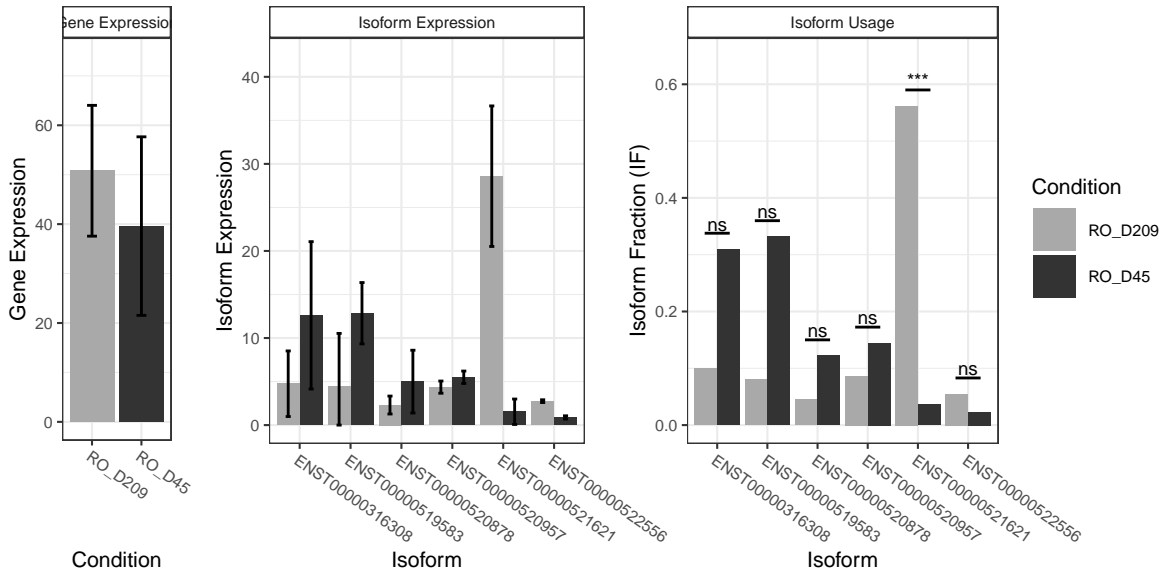 Gene Expression
Isoform Expression
Isoform Usage
Gene Expression
60
40
20
0
RO_D209
RO_D45
Condition
Isoform Expression
40
30
20
10
0
ENST00000316308
ENST00000519583
ENST00000520878
ENST00000520957
ENST00000521621
ENST00000522556
Isoform
Isoform Fraction (IF)
0.6
0.4
0.2
0.0
ns
ns
ns
ns
***
ns
ENST00000316308
ENST00000519583
ENST00000520878
ENST00000520957
ENST00000521621
ENST00000522556
Isoform
Condition
RO_D209
RO_D45